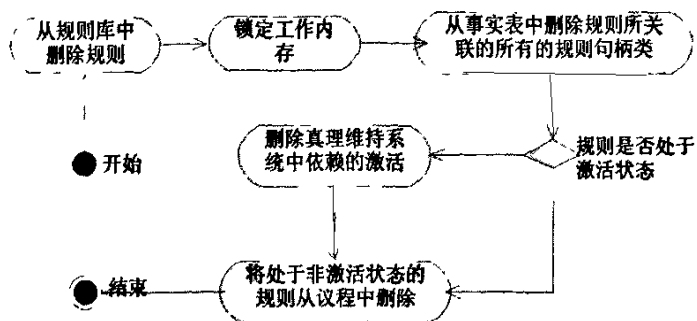 从规则库中
删除规则
锁定工作内
存
从事实表中删除规则所关
联的所有的规则句柄类
删除真理维持系
统中依赖的激活
规则是否处于
激活状态
开始
将处于非激活状态的
规则从议程中删除
结束